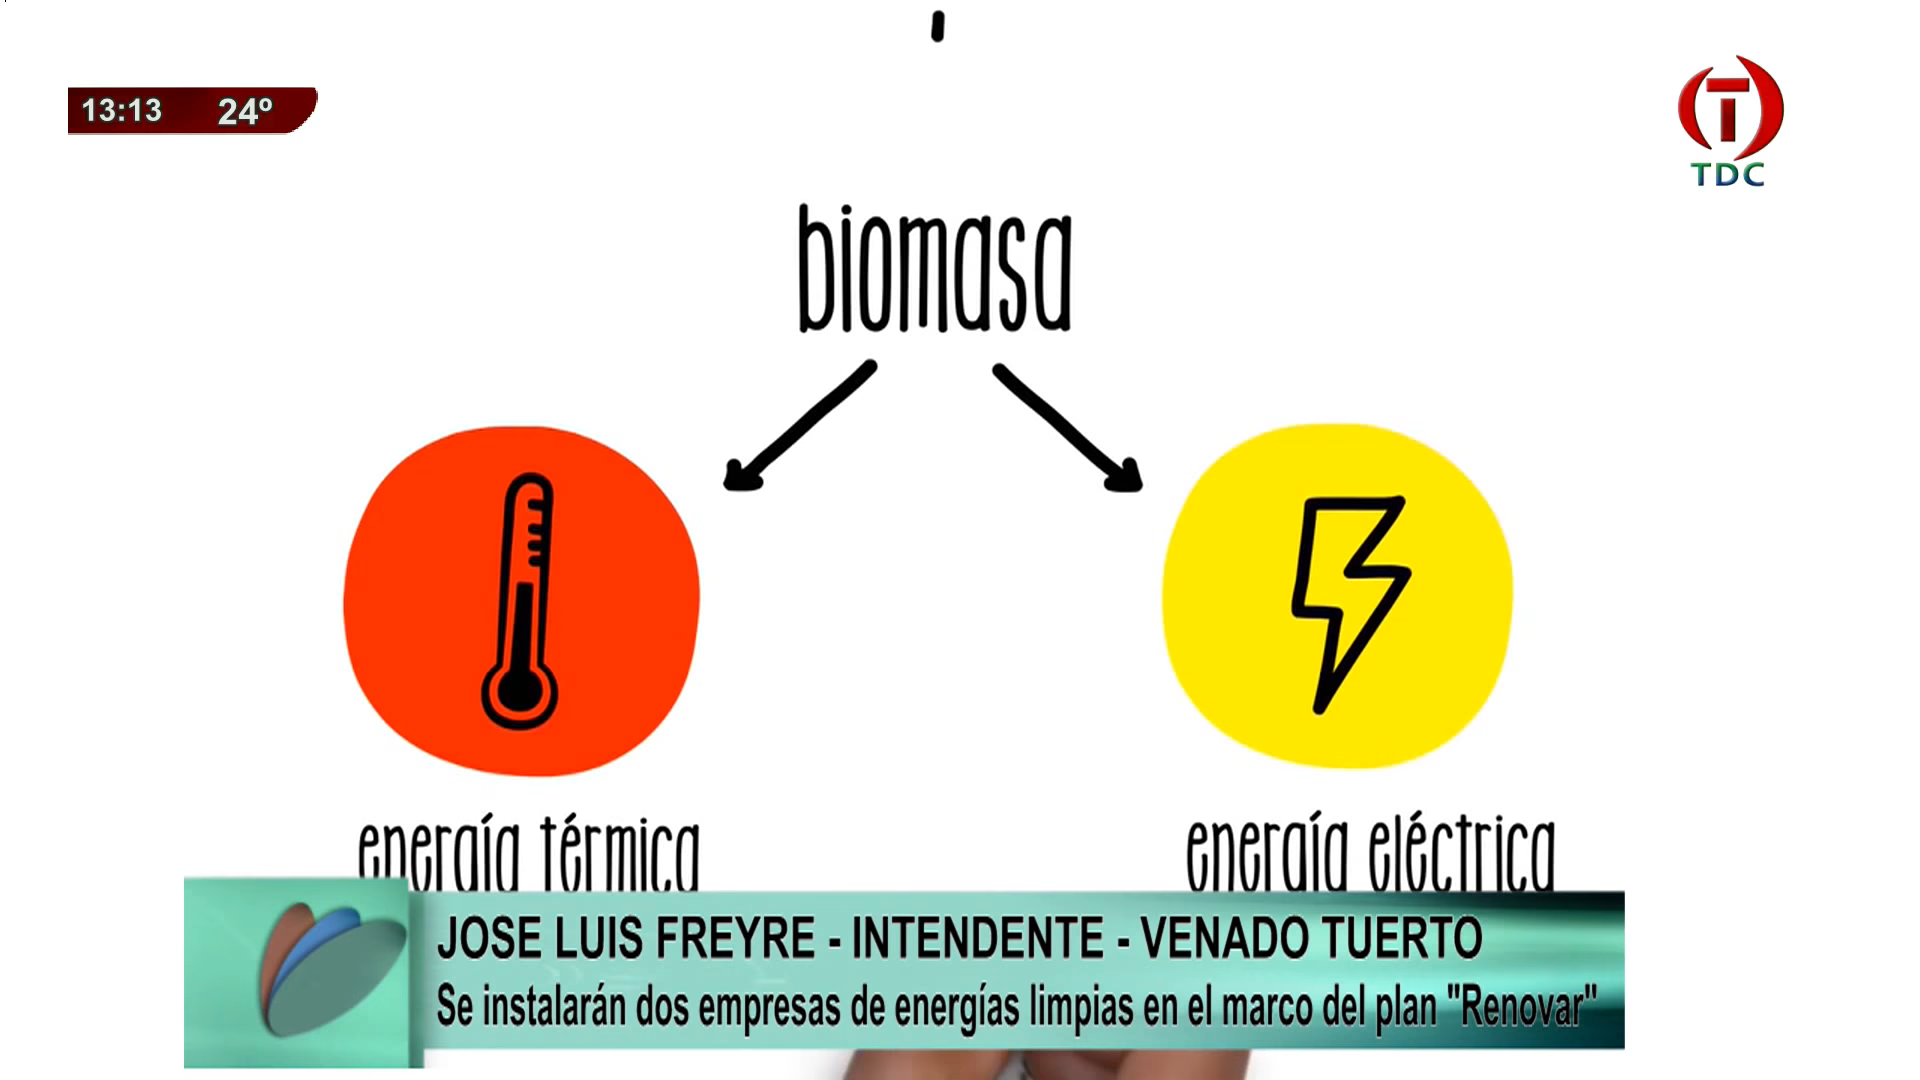 13:13 24º
T
TDC
biomasa
energía térmica
energía eléctrica
JOSE LUIS FREYRE - INTENDENTE - VENADO TUERTO
Se instalarán dos empresas de energías limpias en el marco del plan "Renovar"